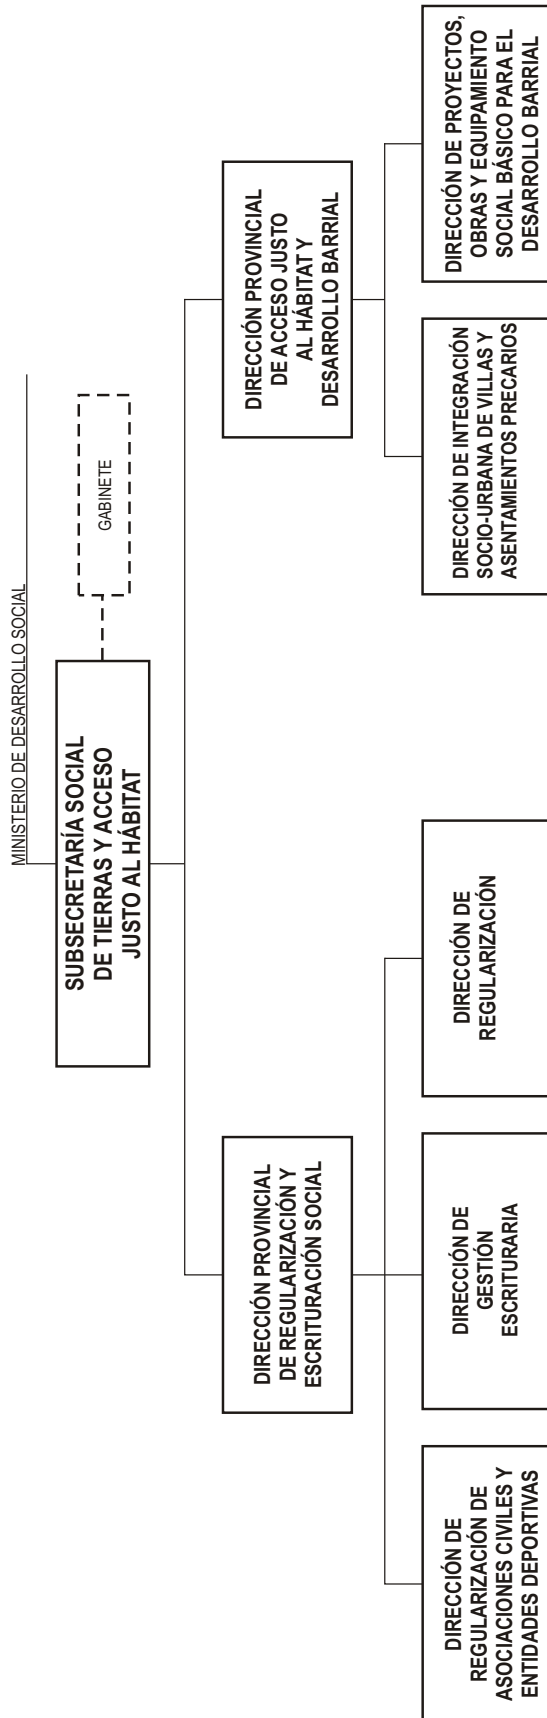 MINISTERIO DE DESARROLLO SOCIAL
SUBSECRETARÍA SOCIAL
DE TIERRAS Y ACCESO
JUSTO AL HÁBITAT
GABINETE
DIRECCIÓN PROVINCIAL
DE REGULARIZACIÓN Y
ESCRITURACIÓN SOCIAL
DIRECCIÓN PROVINCIAL
DE ACCESO JUSTO
AL HÁBITAT Y
DESARROLLO BARRIAL
DIRECCIÓN DE
REGULARIZACIÓN DE
ASOCIACIONES CIVILES Y
ENTIDADES DEPORTIVAS
DIRECCIÓN DE
GESTIÓN
ESCRITURARIA
DIRECCIÓN DE
REGULARIZACIÓN
DIRECCIÓN DE INTEGRACIÓN
SOCIO-URBANA DE VILLAS Y
ASENTAMIENTOS PRECARIOS
DIRECCIÓN DE PROYECTOS,
OBRAS Y EQUIPAMIENTO
SOCIAL BÁSICO PARA EL
DESARROLLO BARRIAL